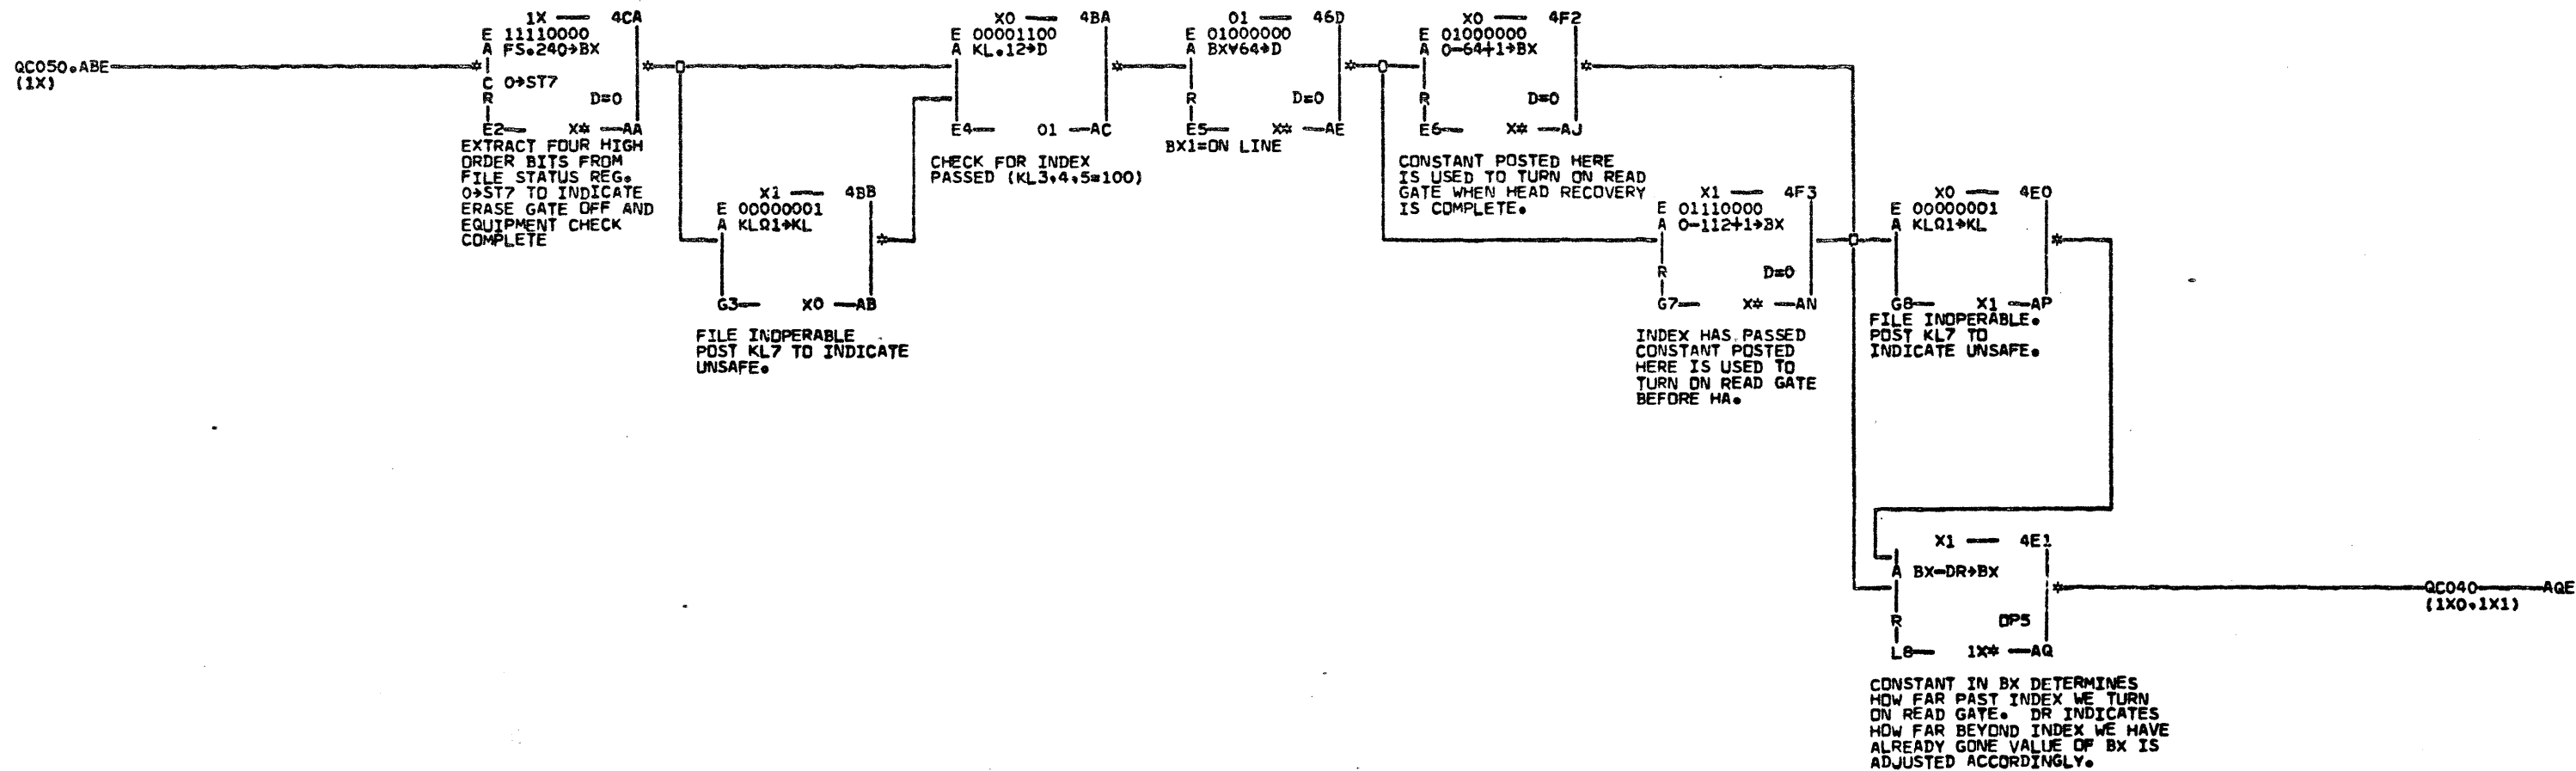 QC050.ABE
(1X)
1X — 4CA
E 11110000
A FS.240→BX
C 0→ST7
R D=0
E2— X* —AA
EXTRACT FOUR HIGH
ORDER BITS FROM
FILE STATUS REG.
0→ST7 TO INDICATE
ERASE GATE OFF AND
EQUIPMENT CHECK
COMPLETE
X1 — 4BB
E 00000001
A KLΩ1→KL
G3— X0 —AB
FILE INOPERABLE
POST KL7 TO INDICATE
UNSAFE.
X0 — 4BA
E 00001100
A KL.12→D
E4— 01 —AC
CHECK FOR INDEX
PASSED (KL3,4,5=100)
01 — 46D
E 01000000
A BX∀64→D
R D=0
E5— X* —AE
BX1=ON LINE
X0 — 4F2
E 01000000
A 0-64+1→BX
R D=0
E6— X* —AJ
CONSTANT POSTED HERE
IS USED TO TURN ON READ
GATE WHEN HEAD RECOVERY
IS COMPLETE.
X1 — 4F3
E 01110000
A 0-112+1→BX
R D=0
G7— X* —AN
INDEX HAS PASSED
CONSTANT POSTED
HERE IS USED TO
TURN ON READ GATE
BEFORE HA.
X0 — 4E0
E 00000001
A KLΩ1→KL
G8— X1 —AP
FILE INOPERABLE.
POST KL7 TO
INDICATE UNSAFE.
X1 — 4E1
A BX-DR→BX
R DP5
L8— 1X* —AQ
CONSTANT IN BX DETERMINES
HOW FAR PAST INDEX WE TURN
ON READ GATE. DR INDICATES
HOW FAR BEYOND INDEX WE HAVE
ALREADY GONE VALUE OF BX IS
ADJUSTED ACCORDINGLY.
QC040—AQE
(1X0,1X1)